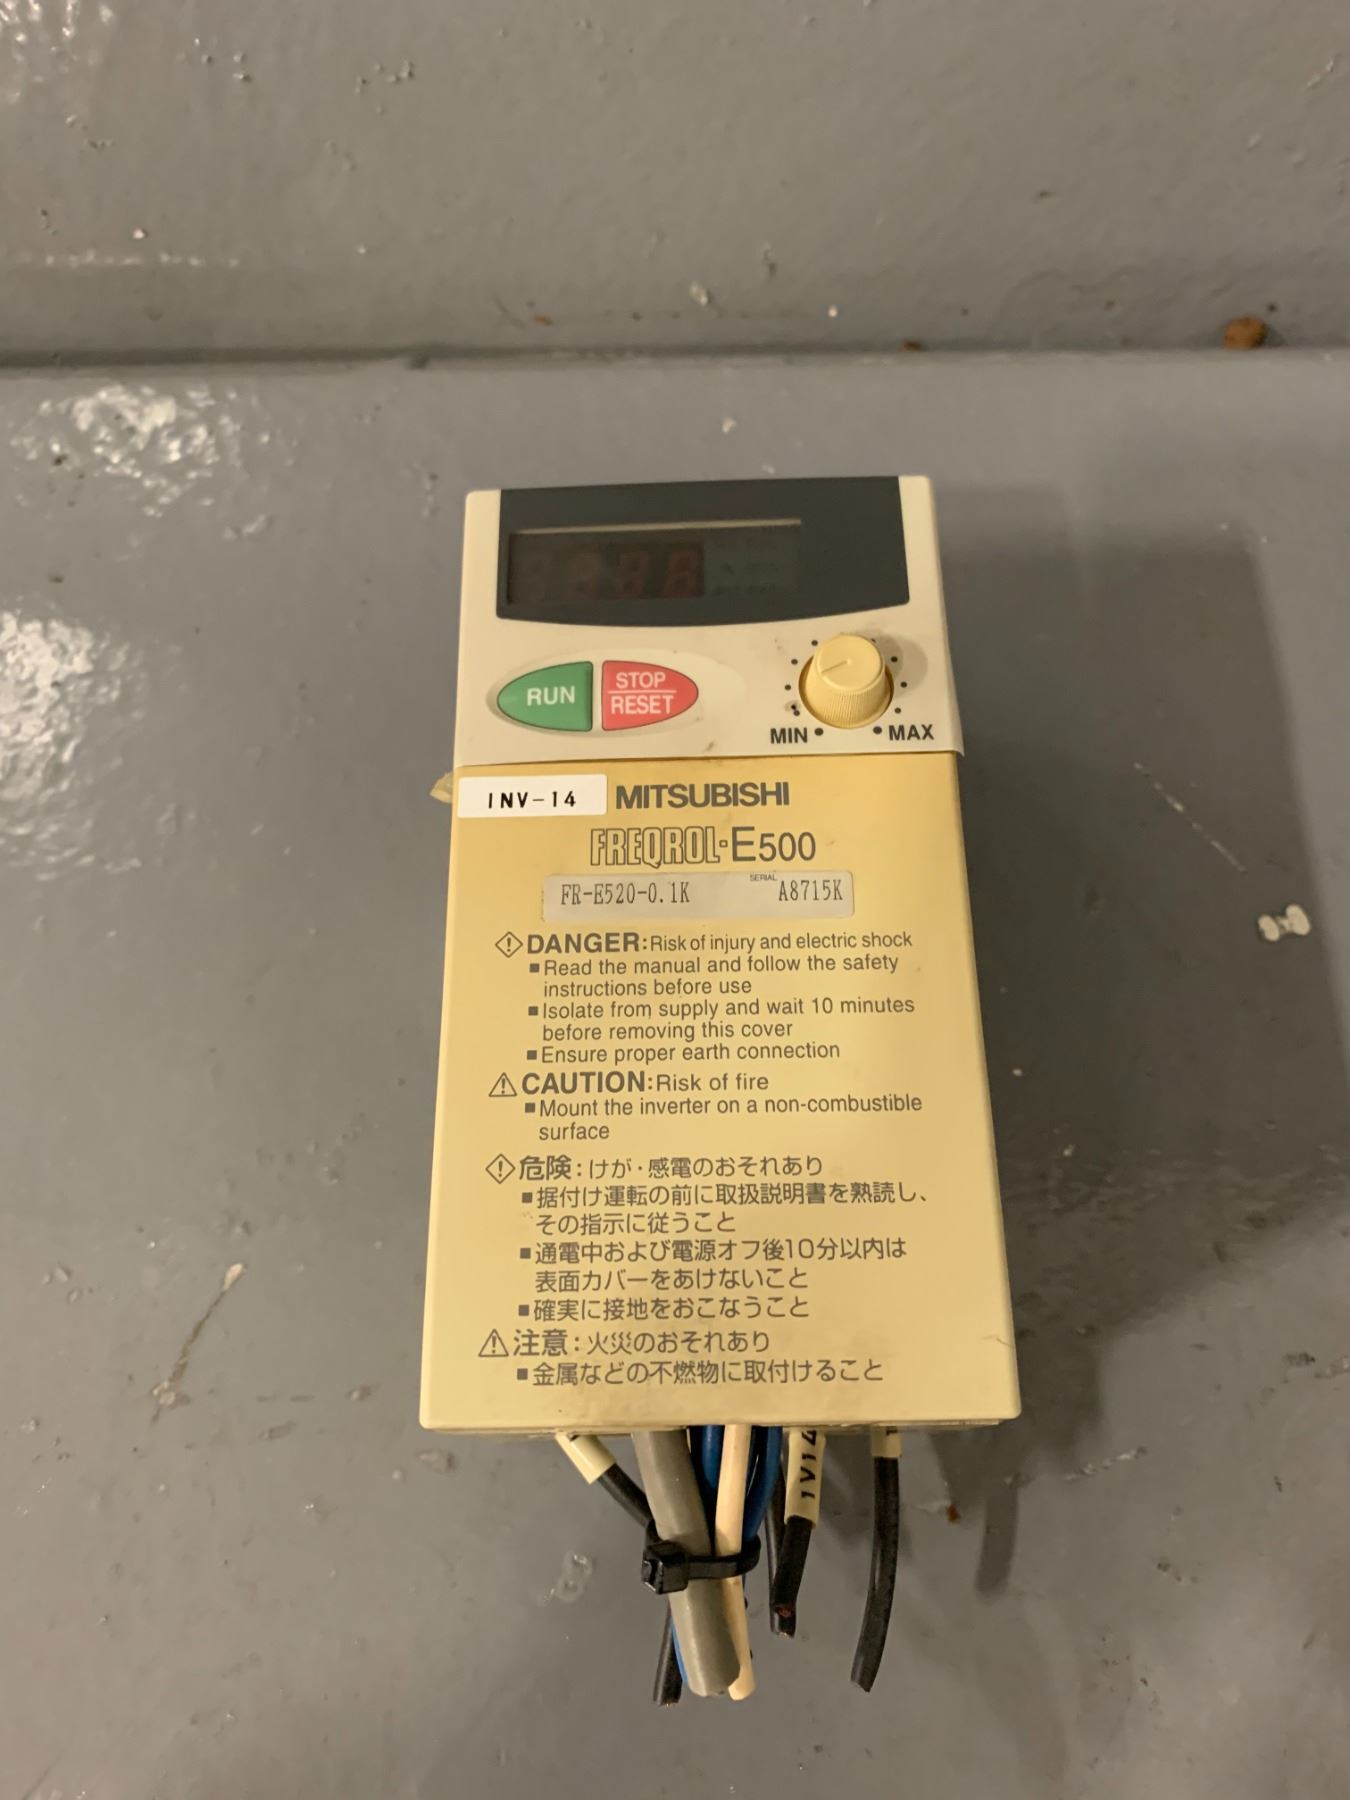 RUN
STOP
RESET
MIN
MAX
INV-14
MITSUBISHI
FREQROL-E500
SERIAL
FR-E520-0.1K A8715K
DANGER: Risk of injury and electric shock
■ Read the manual and follow the safety
instructions before use
■ Isolate from supply and wait 10 minutes
before removing this cover
■ Ensure proper earth connection
CAUTION: Risk of fire
■ Mount the inverter on a non-combustible
surface
危険：けが・感電のおそれあり
■据付け運転の前に取扱説明書を熟読し、
その指示に従うこと
■通電中および電源オフ後10分以内は
表面カバーをあけないこと
■確実に接地をおこなうこと
注意：火災のおそれあり
■金属などの不燃物に取付けること
1V14